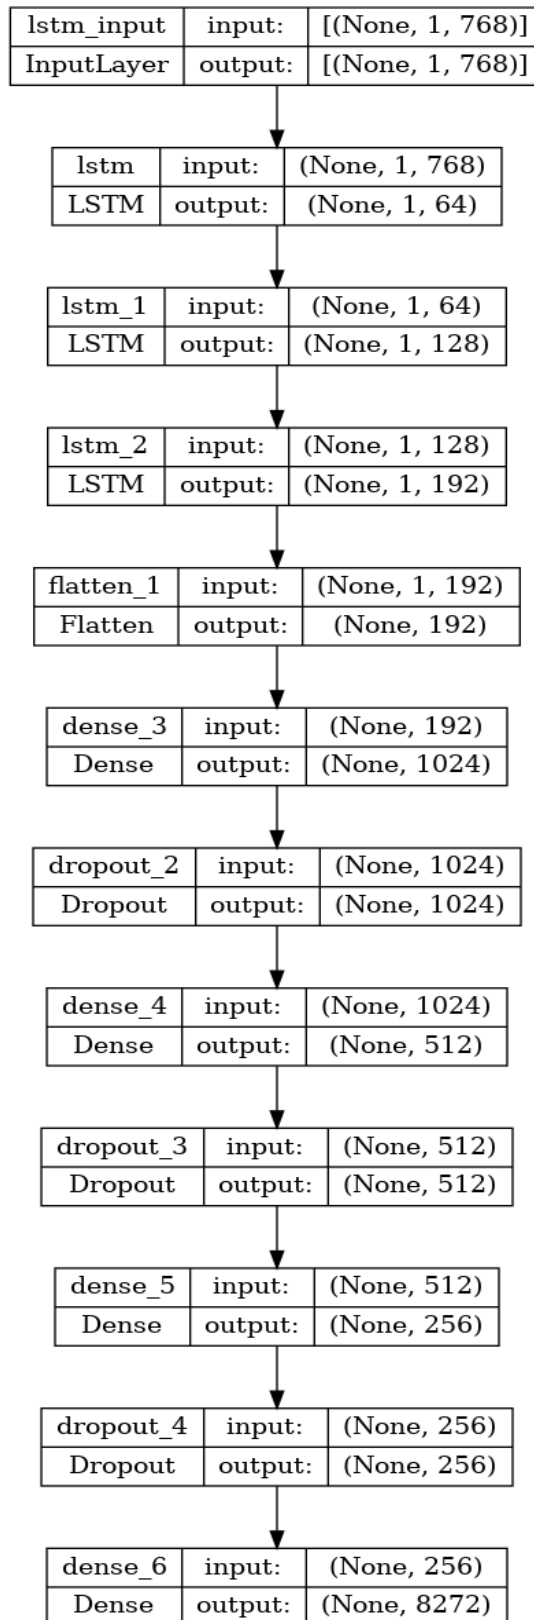 lstm_input input: [(None, 1, 768)]
InputLayer output: [(None, 1, 768)]
lstm input: (None, 1, 768)
LSTM output: (None, 1, 64)
lstm_1 input: (None, 1, 64)
LSTM output: (None, 1, 128)
lstm_2 input: (None, 1, 128)
LSTM output: (None, 1, 192)
flatten_1 input: (None, 1, 192)
Flatten output: (None, 192)
dense_3 input: (None, 192)
Dense output: (None, 1024)
dropout_2 input: (None, 1024)
Dropout output: (None, 1024)
dense_4 input: (None, 1024)
Dense output: (None, 512)
dropout_3 input: (None, 512)
Dropout output: (None, 512)
dense_5 input: (None, 512)
Dense output: (None, 256)
dropout_4 input: (None, 256)
Dropout output: (None, 256)
dense_6 input: (None, 256)
Dense output: (None, 8272)